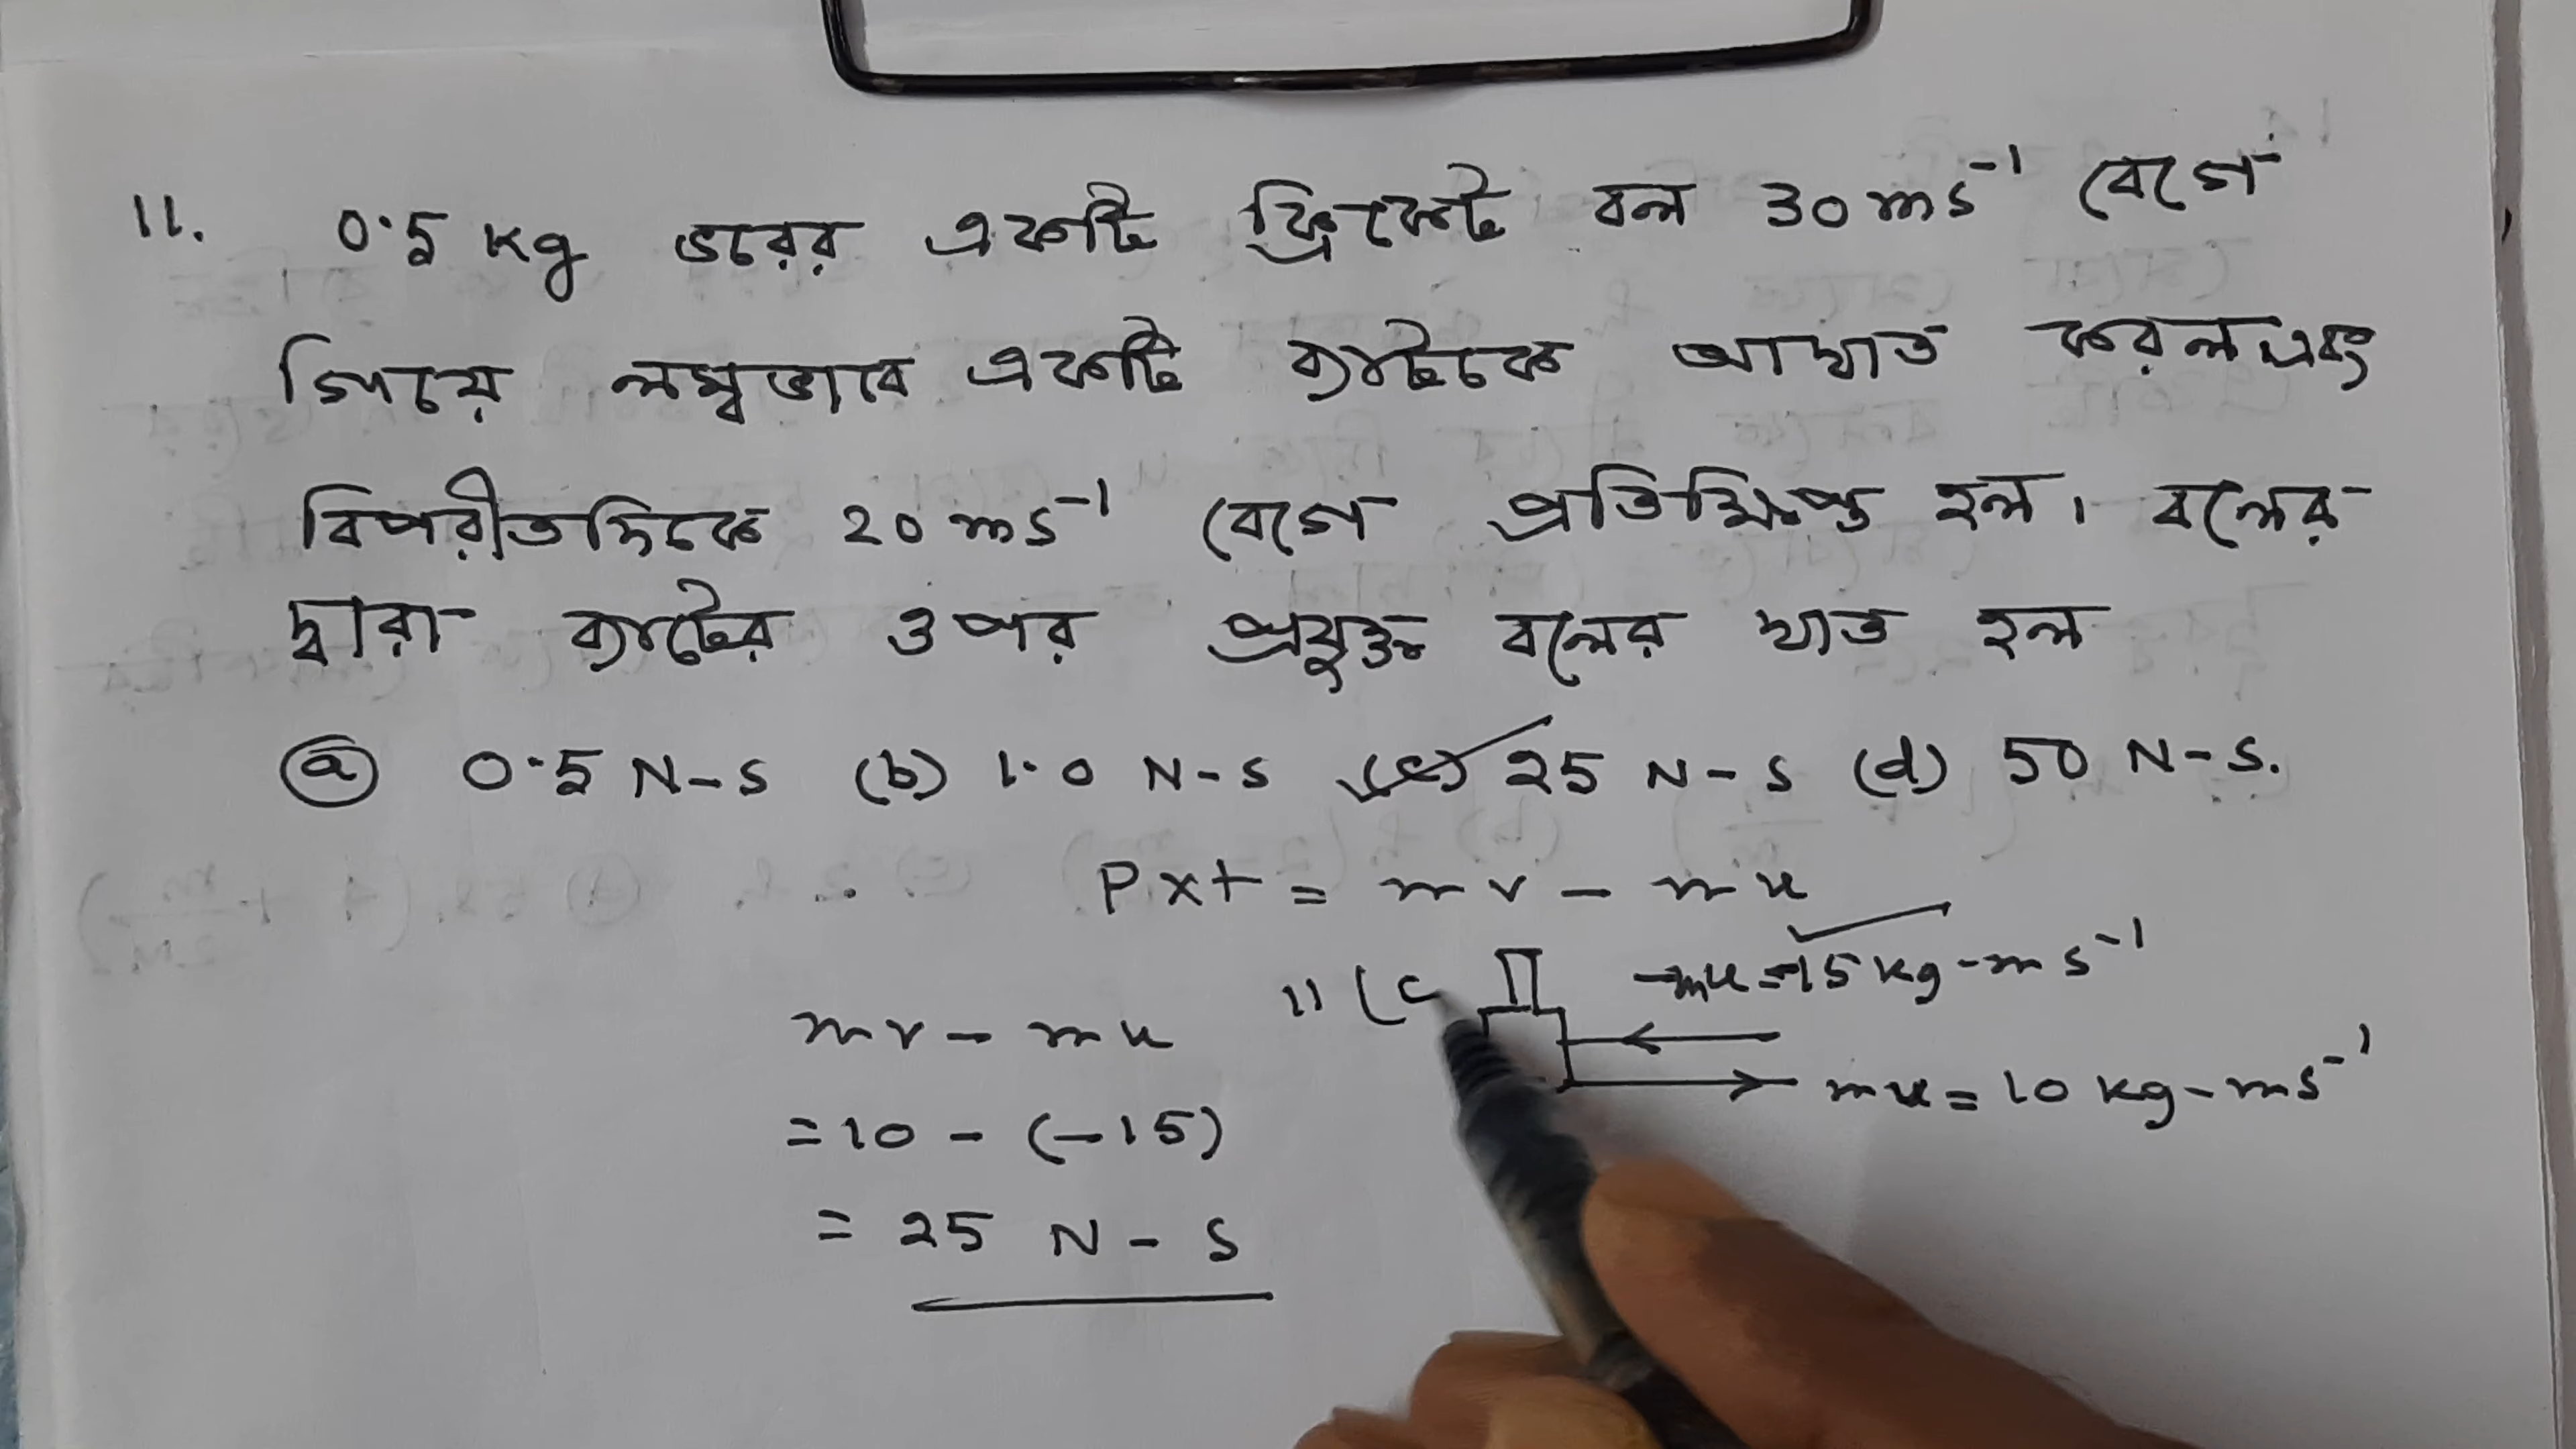 11. 0.5 kg ভরের একটি ক্রিকেট বল 30 ms⁻¹ বেগে
গিয়ে লম্বভাবে একটি ব্যাটকে আঘাত করল এবং
বিপরীতদিকে 20 ms⁻¹ বেগে প্রতিক্ষিপ্ত হল। বলের
দ্বারা ব্যাটের ওপর প্রযুক্ত বলের ঘাত হল
(a) 0.5 N-S (b) 1.0 N-S (c) 25 N-S (d) 50 N-S.
P x t = mv - mu
-mu = -15 kg-ms⁻¹
11 (c
mv - mu
mu = 10 kg-ms⁻¹
= 10 - (-15)
= 25 N-S